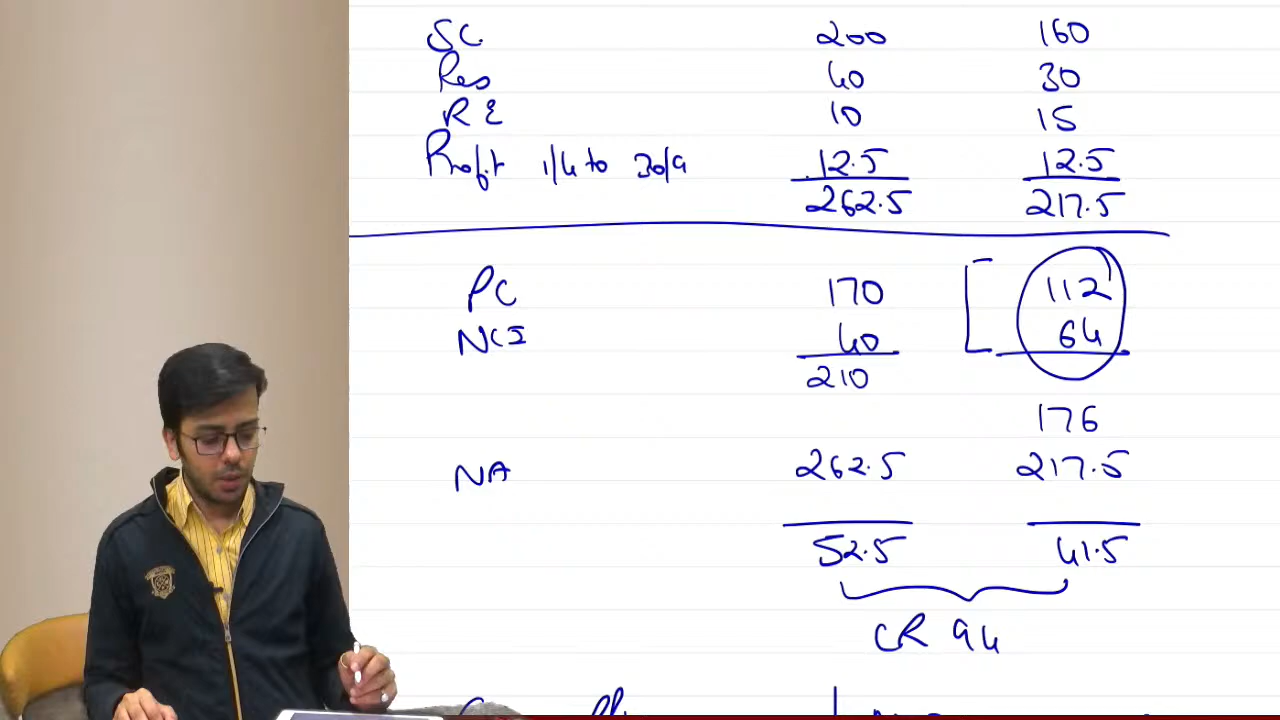 SC 200 160
Res 40 30
RE 10 15
Profit 1/4 to 30/9 12.5 12.5
262.5 217.5
PC 170 112
NCI 40 64
210
176
NA 262.5 217.5
52.5 41.5
CR 94